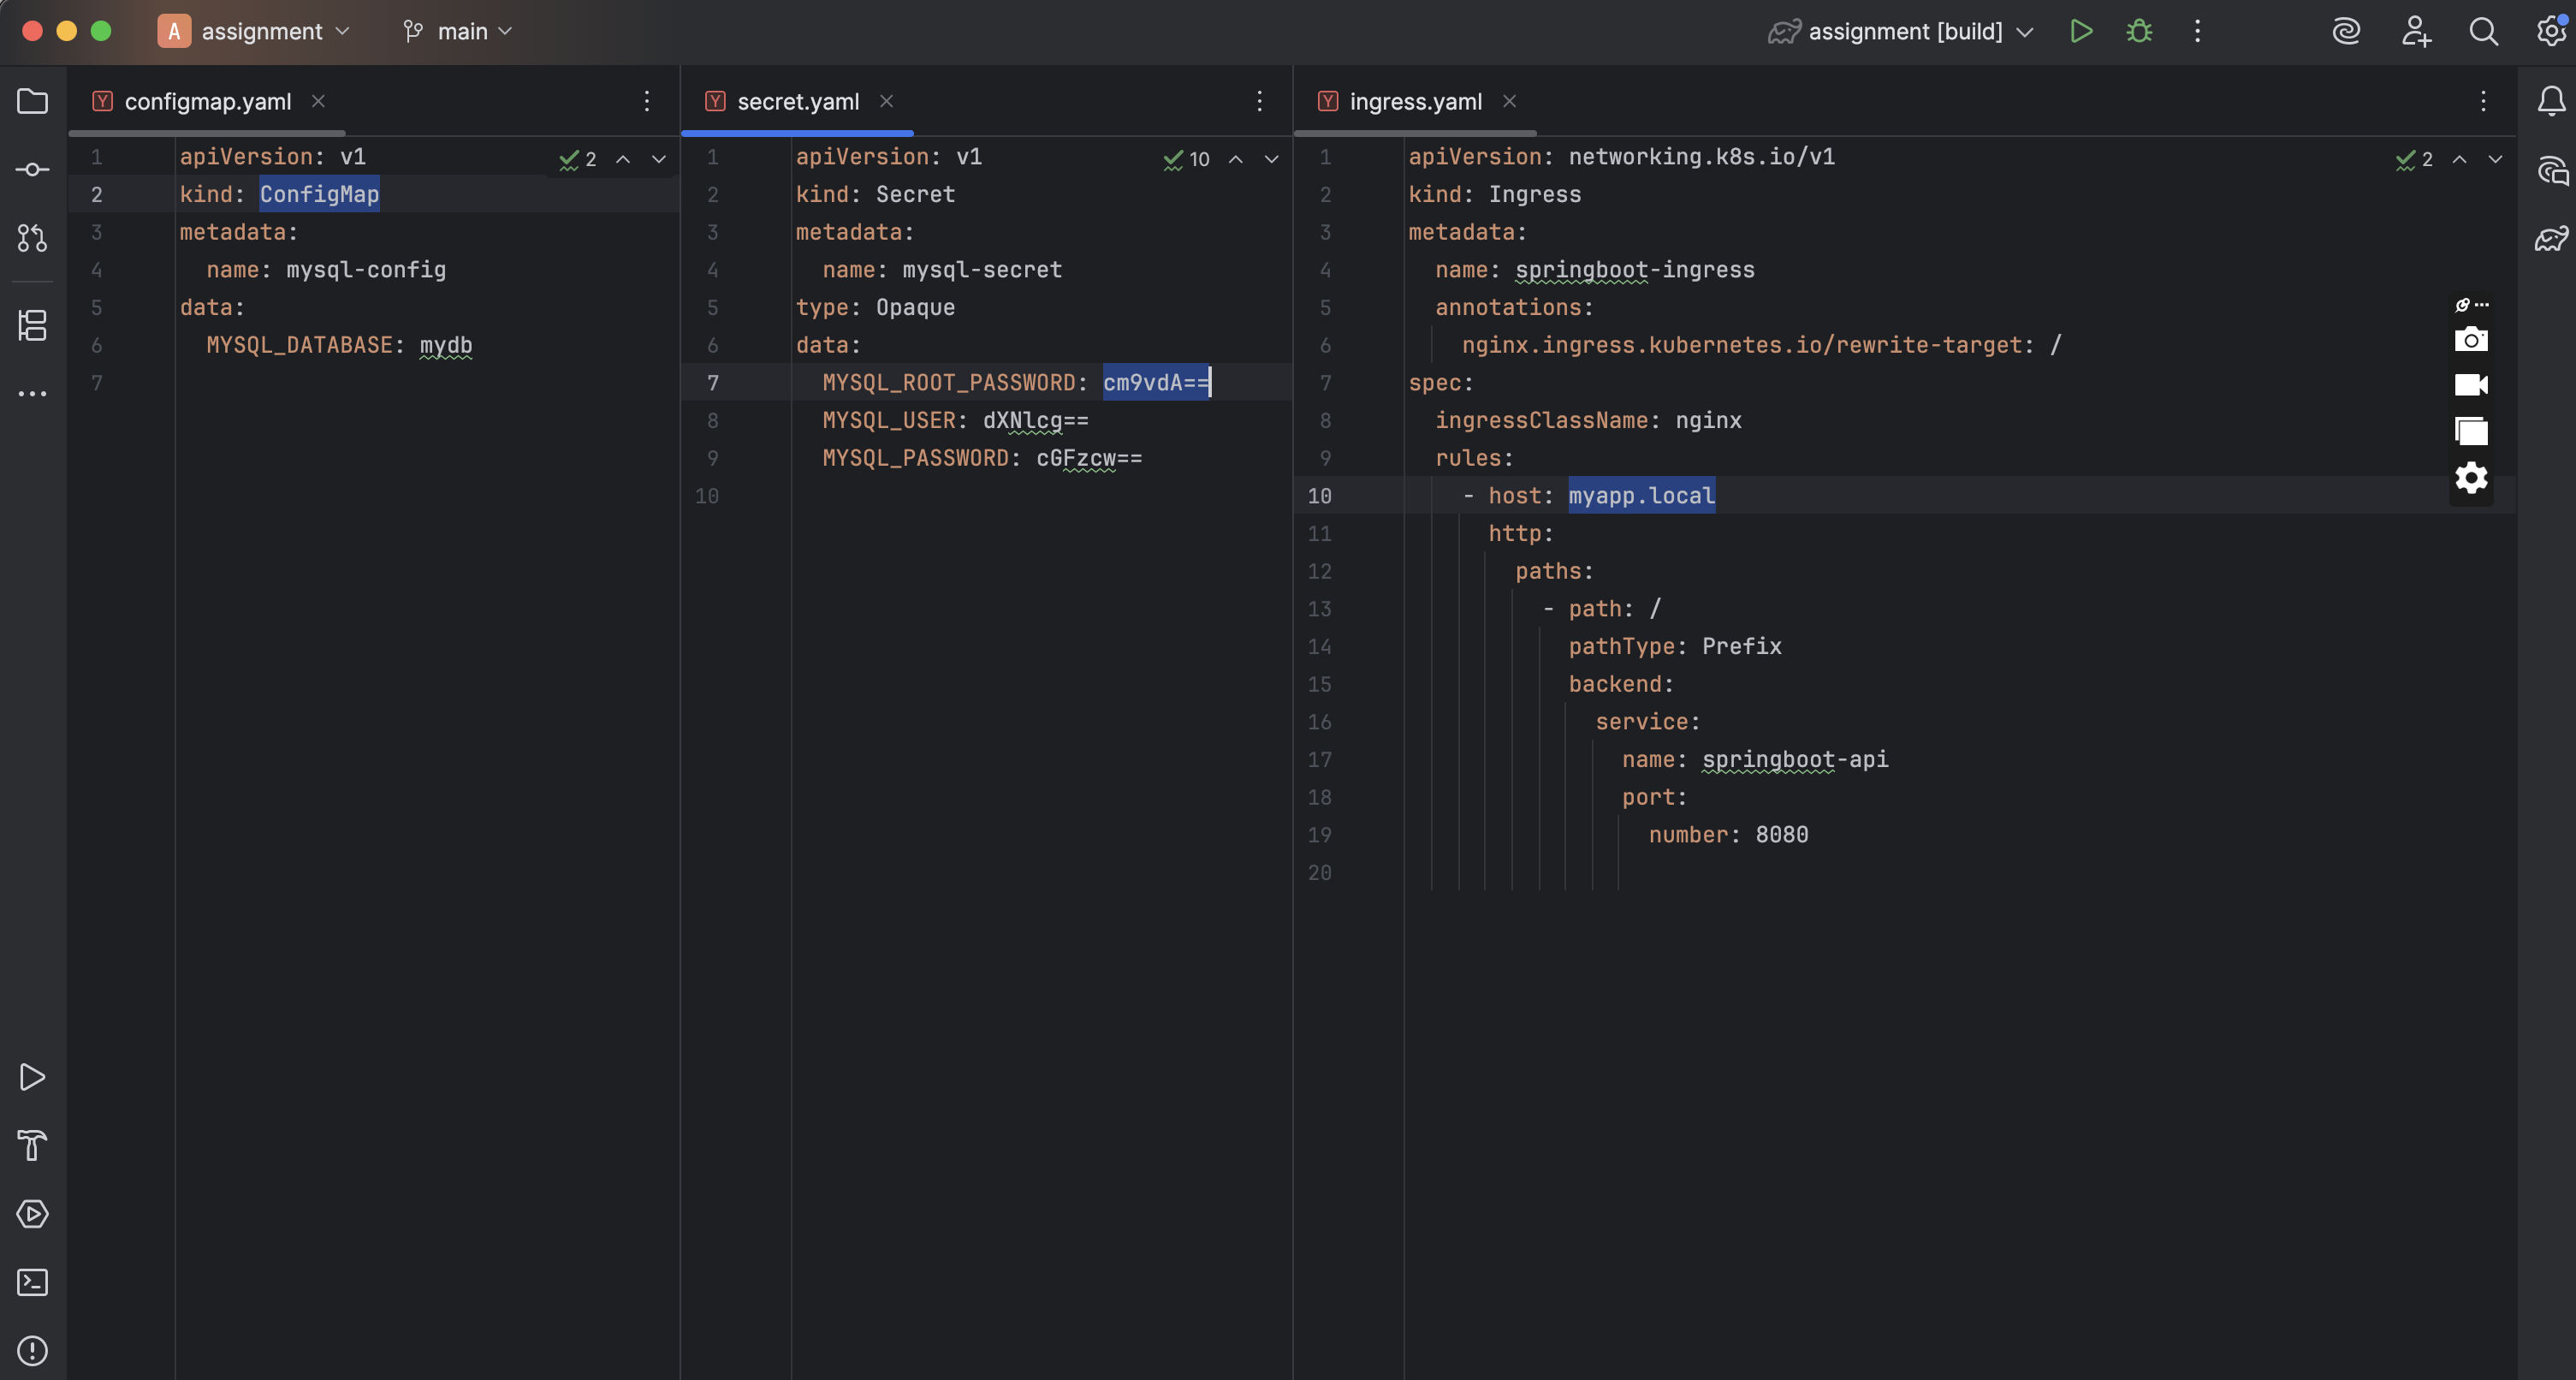 A assignment main assignment [build]
configmap.yaml
1 apiVersion: v1 2
2 kind: ConfigMap
3 metadata:
4 name: mysql-config
5 data:
6 MYSQL_DATABASE: mydb
7
secret.yaml
1 apiVersion: v1 10
2 kind: Secret
3 metadata:
4 name: mysql-secret
5 type: Opaque
6 data:
7 MYSQL_ROOT_PASSWORD: cm9vdA==
8 MYSQL_USER: dXNlcg==
9 MYSQL_PASSWORD: cGFzcw==
10
ingress.yaml
1 apiVersion: networking.k8s.io/v1 2
2 kind: Ingress
3 metadata:
4 name: springboot-ingress
5 annotations:
6 nginx.ingress.kubernetes.io/rewrite-target: /
7 spec:
8 ingressClassName: nginx
9 rules:
10 - host: myapp.local
11 http:
12 paths:
13 - path: /
14 pathType: Prefix
15 backend:
16 service:
17 name: springboot-api
18 port:
19 number: 8080
20